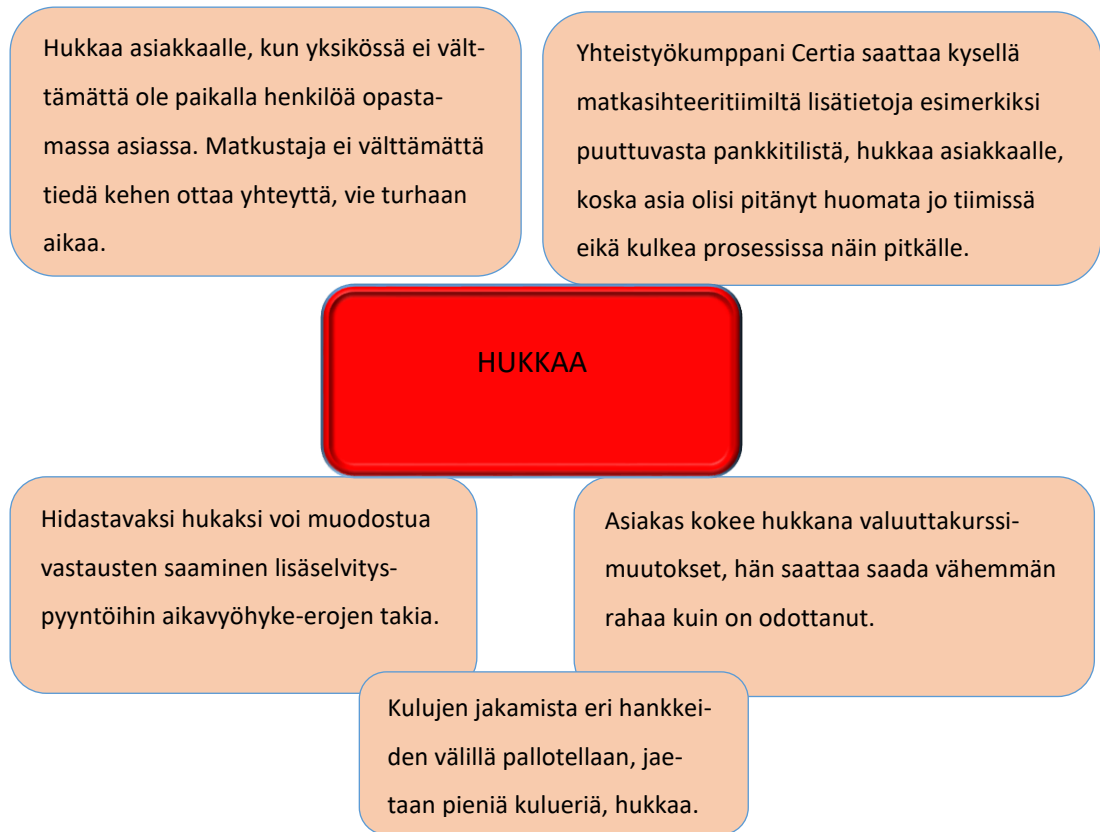 Hukkaa asiakkaalle, kun yksikössä ei vält-
tämättä ole paikalla henkilöä opasta-
massa asiassa. Matkustaja ei välttämättä
tiedä kehen ottaa yhteyttä, vie turhaan
aikaa.
Yhteistyökumppani Certia saattaa kysellä
matkasihteeritiimiltä lisätietoja esimerkiksi
puuttuvasta pankkitilistä, hukkaa asiakkaalle,
koska asia olisi pitänyt huomata jo tiimissä
eikä kulkea prosessissa näin pitkälle.
HUKKAA
Hidastavaksi hukaksi voi muodostua
vastausten saaminen lisäselvitys-
pyyntöihin aikavyöhyke-erojen takia.
Asiakas kokee hukkana valuuttakurssi-
muutokset, hän saattaa saada vähemmän
rahaa kuin on odottanut.
Kulujen jakamista eri hankkei-
den välillä pallotellaan, jae-
taan pieniä kulueriä, hukkaa.